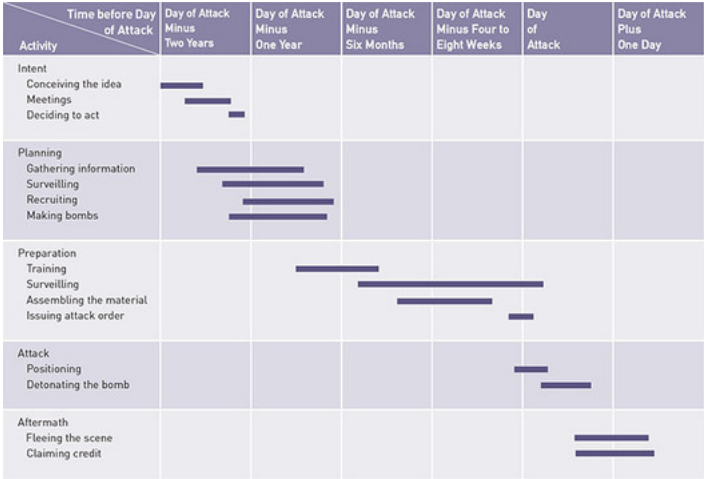 Time before Day
of Attack
Activity
Day of Attack
Minus
Two Years
Day of Attack
Minus
One Year
Day of Attack
Minus
Six Months
Day of Attack
Minus Four to
Eight Weeks
Day
of
Attack
Day of Attack
Plus
One Day
Intent
Conceiving the idea
Meetings
Deciding to act
Planning
Gathering information
Surveilling
Recruiting
Making bombs
Preparation
Training
Surveilling
Assembling the material
Issuing attack order
Attack
Positioning
Detonating the bomb
Aftermath
Fleeing the scene
Claiming credit